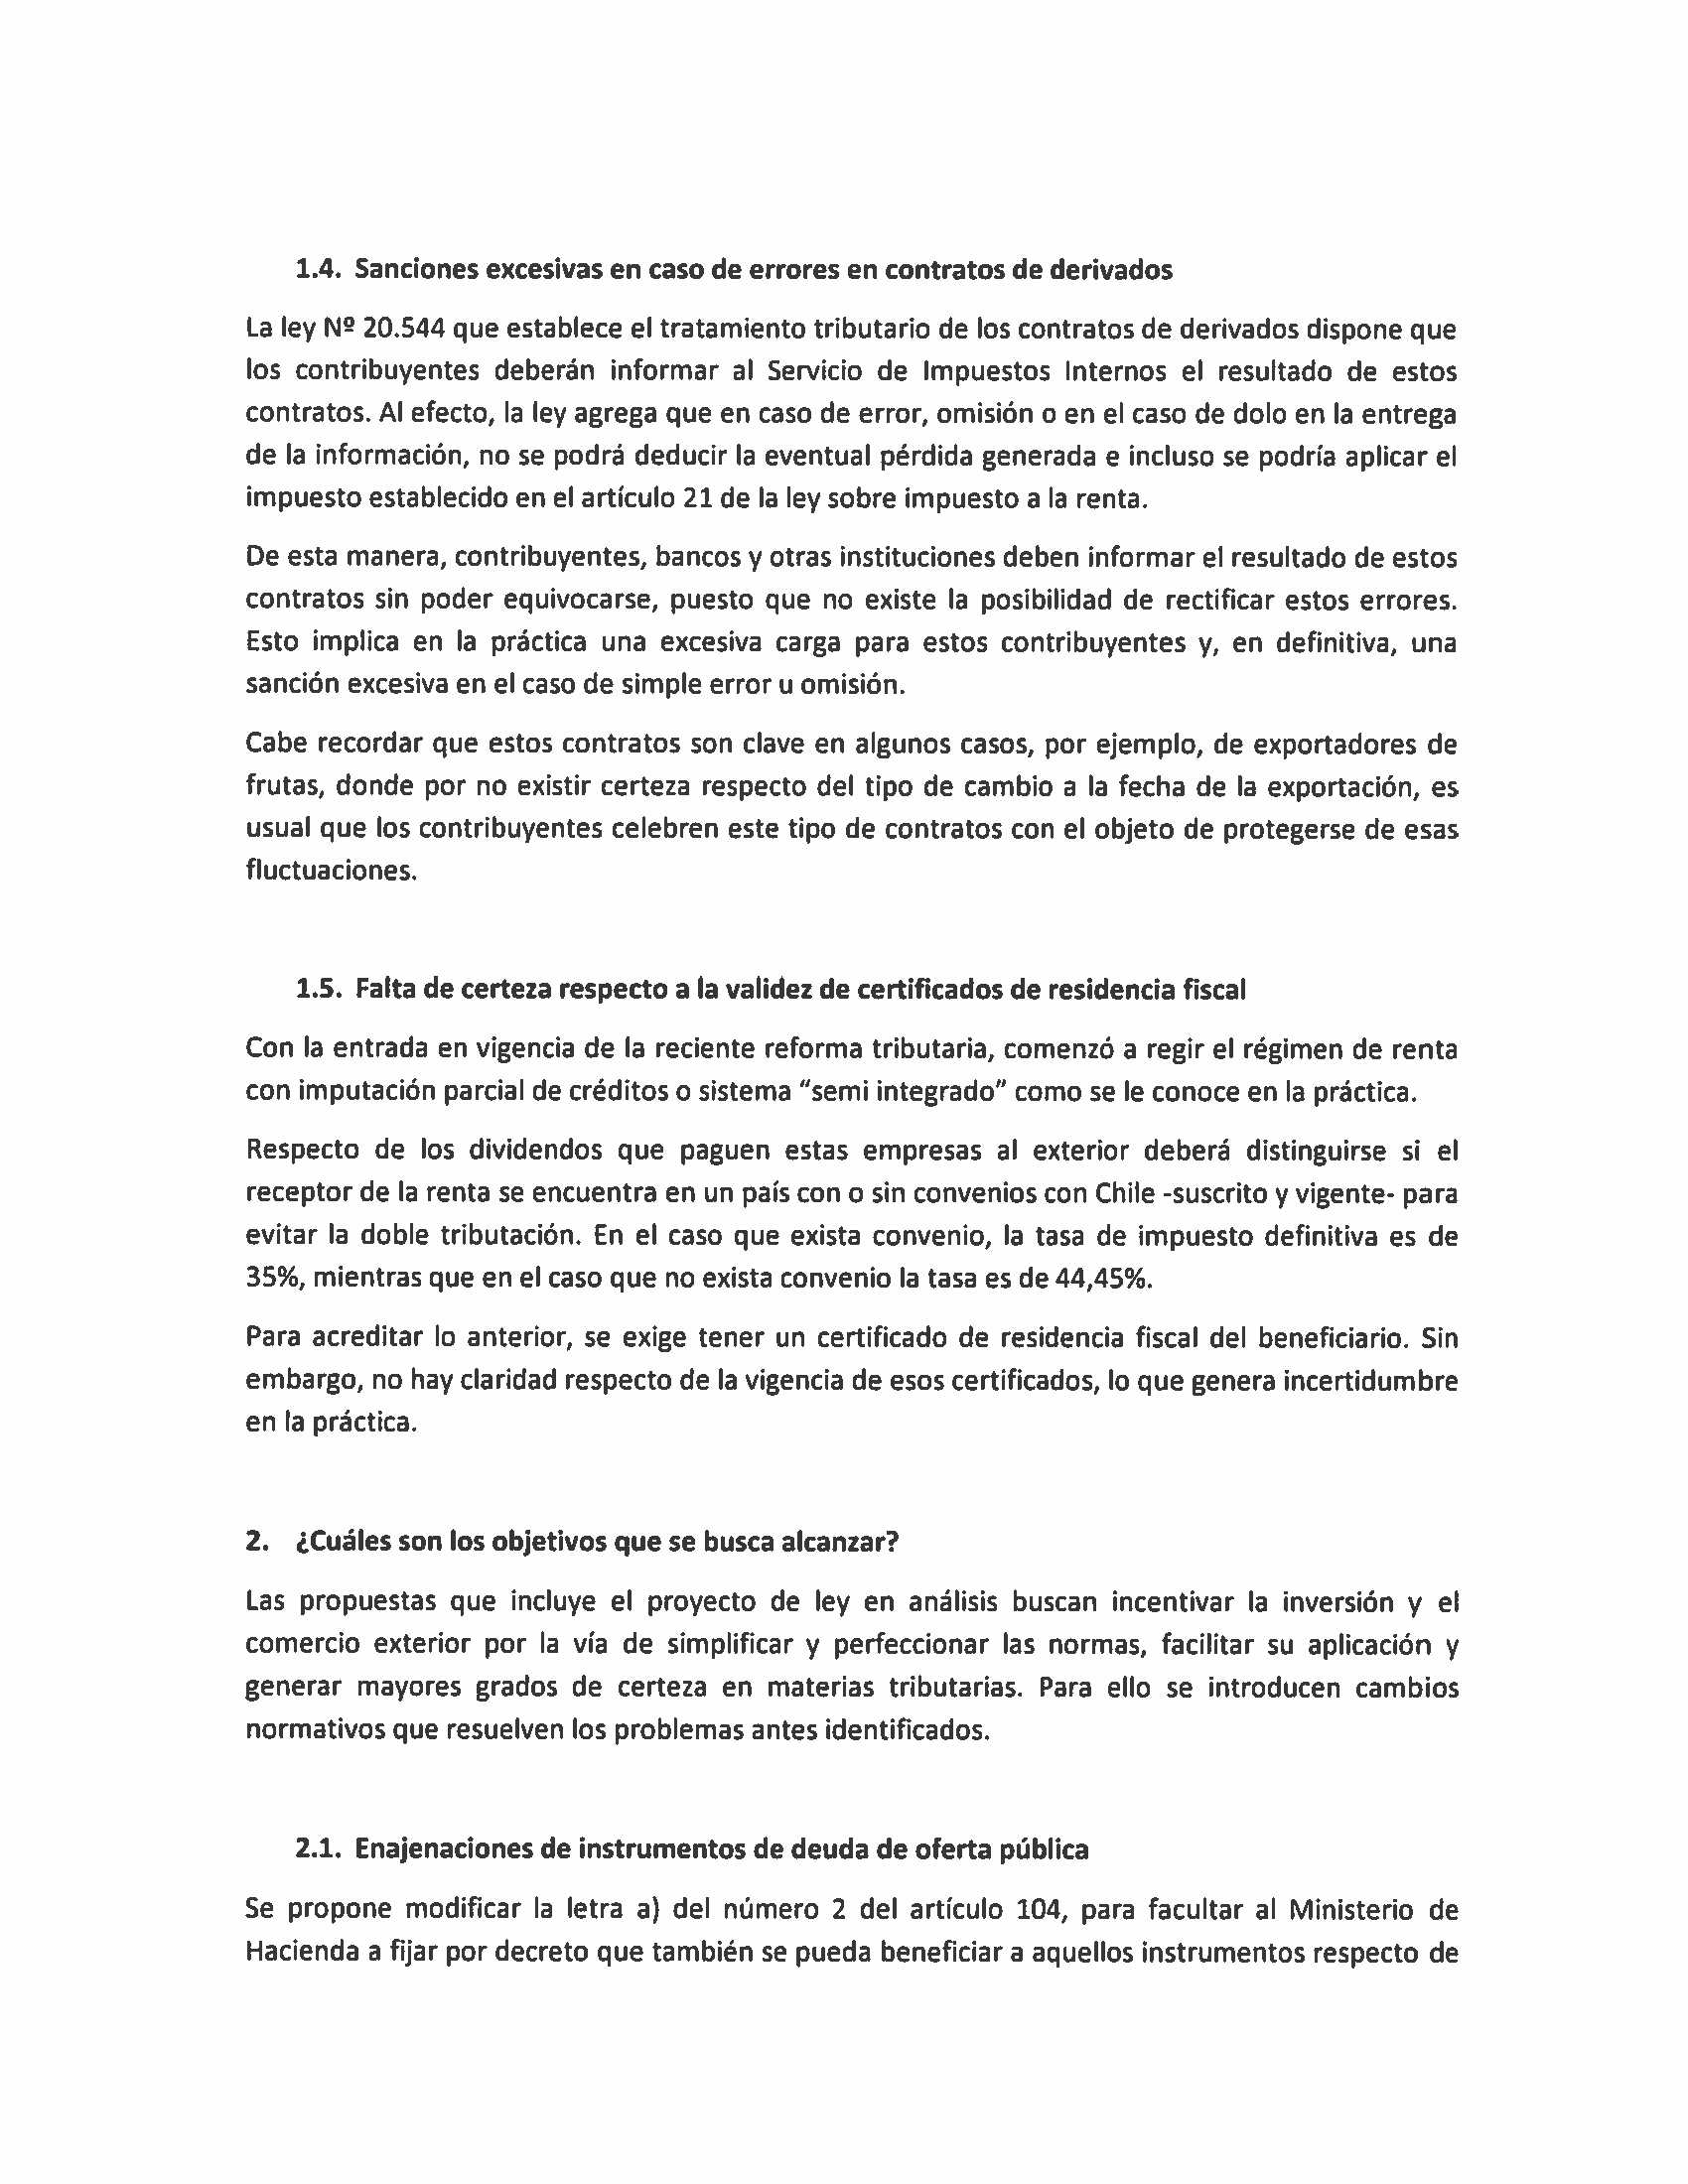 1.4. Sanciones excesivas en caso de errores en contratos de derivados
La ley Nº 20.544 que establece el tratamiento tributario de los contratos de derivados dispone que
los contribuyentes deberán informar al Servicio de Impuestos Internos el resultado de estos
contratos. Al efecto, la ley agrega que en caso de error, omisión o en el caso de dolo en la entrega
de la información, no se podrá deducir la eventual pérdida generada e incluso se podría aplicar el
impuesto establecido en el artículo 21 de la ley sobre impuesto a la renta.
De esta manera, contribuyentes, bancos y otras instituciones deben informar el resultado de estos
contratos sin poder equivocarse, puesto que no existe la posibilidad de rectificar estos errores.
Esto implica en la práctica una excesiva carga para estos contribuyentes y, en definitiva, una
sanción excesiva en el caso de simple error u omisión.
Cabe recordar que estos contratos son clave en algunos casos, por ejemplo, de exportadores de
frutas, donde por no existir certeza respecto del tipo de cambio a la fecha de la exportación, es
usual que los contribuyentes celebren este tipo de contratos con el objeto de protegerse de esas
fluctuaciones.
1.5. Falta de certeza respecto a la validez de certificados de residencia fiscal
Con la entrada en vigencia de la reciente reforma tributaria, comenzó a regir el régimen de renta
con imputación parcial de créditos o sistema “semi integrado” como se le conoce en la práctica.
Respecto de los dividendos que paguen estas empresas al exterior deberá distinguirse si el
receptor de la renta se encuentra en un país con o sin convenios con Chile -suscrito y vigente- para
evitar la doble tributación. En el caso que exista convenio, la tasa de impuesto definitiva es de
35%, mientras que en el caso que no exista convenio la tasa es de 44,45%.
Para acreditar lo anterior, se exige tener un certificado de residencia fiscal del beneficiario. Sin
embargo, no hay claridad respecto de la vigencia de esos certificados, lo que genera incertidumbre
en la práctica.
2. ¿Cuáles son los objetivos que se busca alcanzar?
Las propuestas que incluye el proyecto de ley en análisis buscan incentivar la inversión y el
comercio exterior por la vía de simplificar y perfeccionar las normas, facilitar su aplicación y
generar mayores grados de certeza en materias tributarias. Para ello se introducen cambios
normativos que resuelven los problemas antes identificados.
2.1. Enajenaciones de instrumentos de deuda de oferta pública
Se propone modificar la letra a) del número 2 del artículo 104, para facultar al Ministerio de
Hacienda a fijar por decreto que también se pueda beneficiar a aquellos instrumentos respecto de